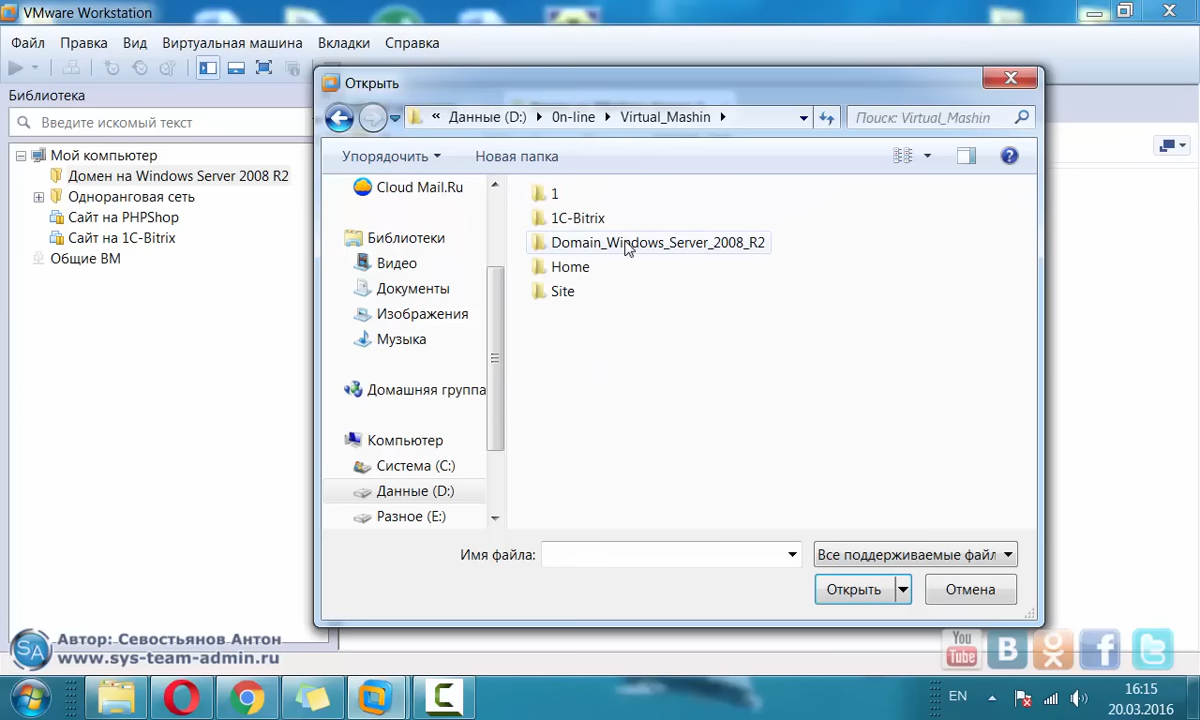 VMware Workstation
Файл Правка Вид Виртуальная машина Вкладки Справка
Библиотека
Введите искомый текст
Мой компьютер
Домен на Windows Server 2008 R2
Одноранговая сеть
Сайт на PHPShop
Сайт на 1C-Bitrix
Общие ВМ
Открыть
« Данные (D:) 0n-line Virtual_Mashin
Поиск: Virtual_Mashin
Упорядочить Новая папка
Cloud Mail.Ru
Библиотеки
Видео
Документы
Изображения
Музыка
Домашняя группа
Компьютер
Система (C:)
Данные (D:)
Разное (E:)
1
1C-Bitrix
Domain_Windows_Server_2008_R2
Home
Site
Имя файла:
Все поддерживаемые файл
Открыть Отмена
SA
Автор: Севостьянов Антон
www.sys-team-admin.ru
You Tube
EN
16:15
20.03.2016